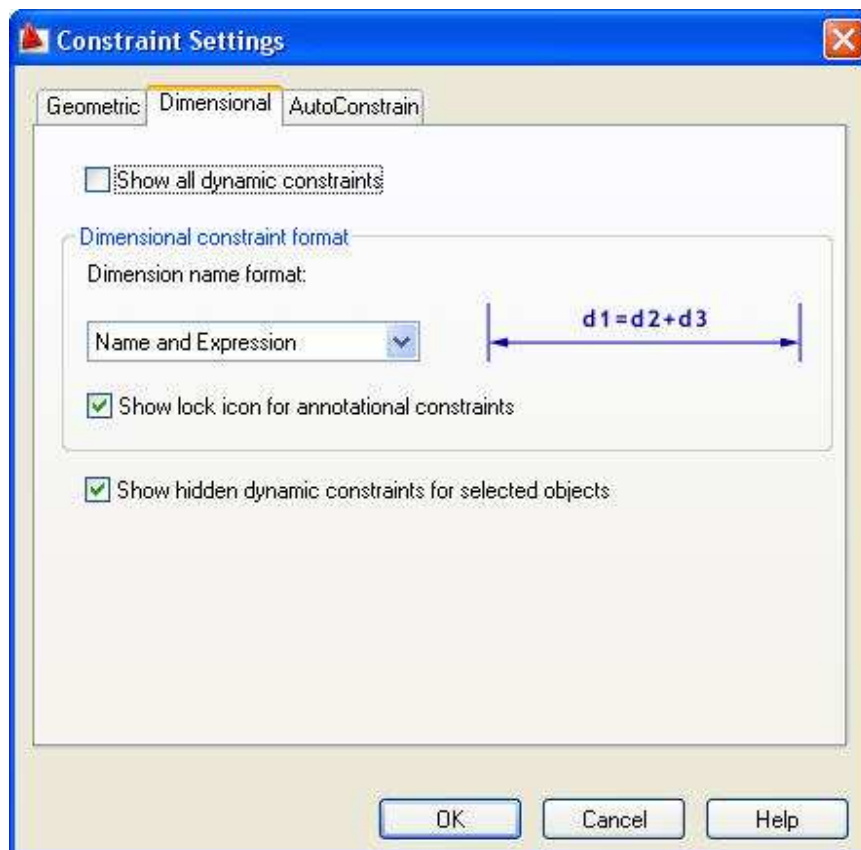 Constraint Settings
Geometric Dimensional AutoConstrain
Show all dynamic constraints
Dimensional constraint format
Dimension name format:
d1=d2+d3
Name and Expression
Show lock icon for annotational constraints
Show hidden dynamic constraints for selected objects
OK Cancel Help